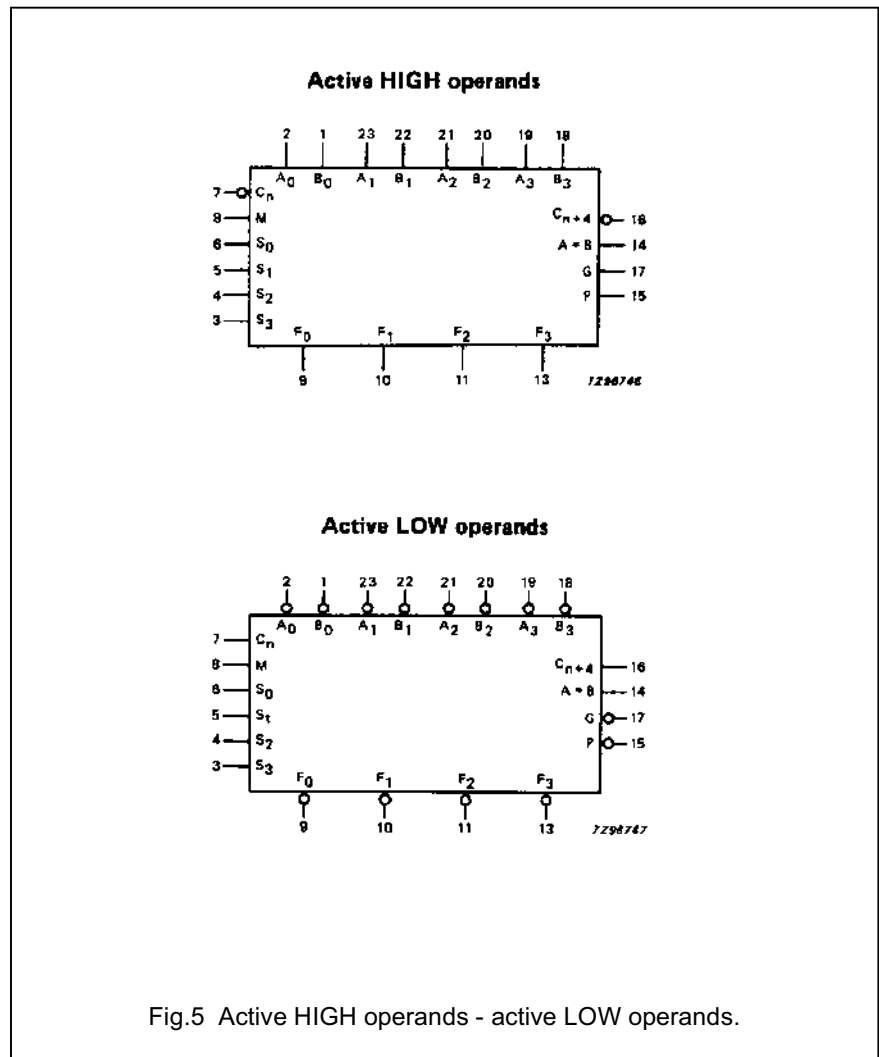 Active HIGH operands
2 1 23 22 21 20 19 18
A0 B0 A1 B1 A2 B2 A3 B3
7 Cn
8 M
Cn+4 16
6 S0
A = B 14
5 S1
G 17
4 S2
P 15
3 S3
F0 F1 F2 F3
9 10 11 13
7Z96746
Active LOW operands
2 1 23 22 21 20 19 18
A0 B0 A1 B1 A2 B2 A3 B3
7 Cn
8 M
Cn+4 16
6 S0
A = B 14
5 S1
G 17
4 S2
P 15
3 S3
F0 F1 F2 F3
9 10 11 13
7Z96747
Fig.5 Active HIGH operands - active LOW operands.